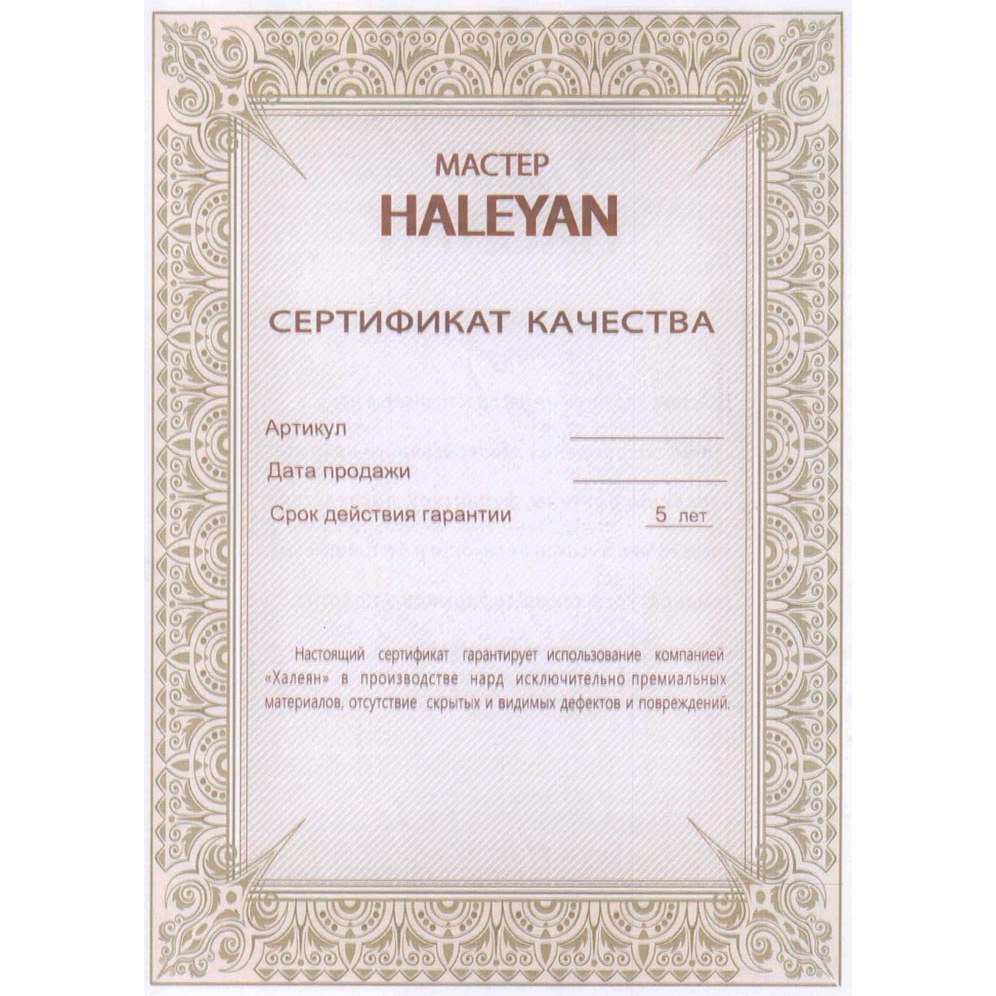 МАСТЕР
HALEYAN
СЕРТИФИКАТ КАЧЕСТВА
Артикул
Дата продажи
Срок действия гарантии 5 лет
Настоящий сертификат гарантирует использование компанией
«Халеян» в производстве нард исключительно премиальных
материалов, отсутствие скрытых и видимых дефектов и повреждений.